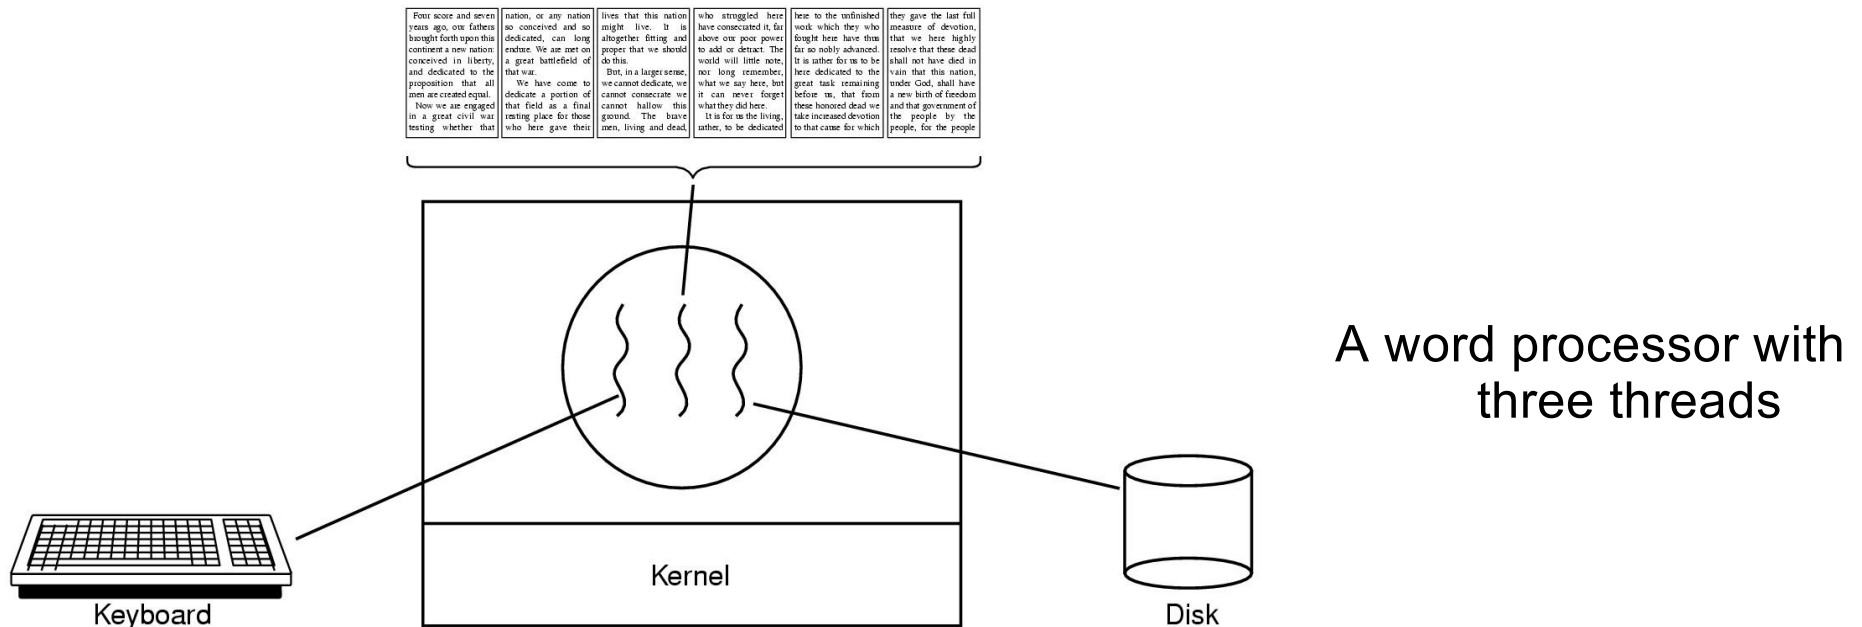 Four score and seven
years ago, our fathers
brought forth upon this
continent a new nation:
conceived in liberty,
and dedicated to the
proposition that all
men are created equal.
Now we are engaged
in a great civil war
testing whether that
nation, or any nation
so conceived and so
dedicated, can long
endure. We are met on
a great battlefield of
that war.
We have come to
dedicate a portion of
that field as a final
resting place for those
who here gave their
lives that this nation
might live. It is
altogether fitting and
proper that we should
do this.
But, in a larger sense,
we cannot dedicate, we
cannot consecrate we
cannot hallow this
ground. The brave
men, living and dead,
who struggled here
have consecrated it, far
above our poor power
to add or detract. The
world will little note,
nor long remember,
what we say here, but
it can never forget
what they did here.
It is for us the living,
rather, to be dedicated
here to the unfinished
work which they who
fought here have thus
far so nobly advanced.
It is rather for us to be
here dedicated to the
great task remaining
before us, that from
these honored dead we
take increased devotion
to that cause for which
they gave the last full
measure of devotion,
that we here highly
resolve that these dead
shall not have died in
vain that this nation,
under God, shall have
a new birth of freedom
and that government of
the people by the
people, for the people
A word processor with
three threads
Kernel
Keyboard
Disk